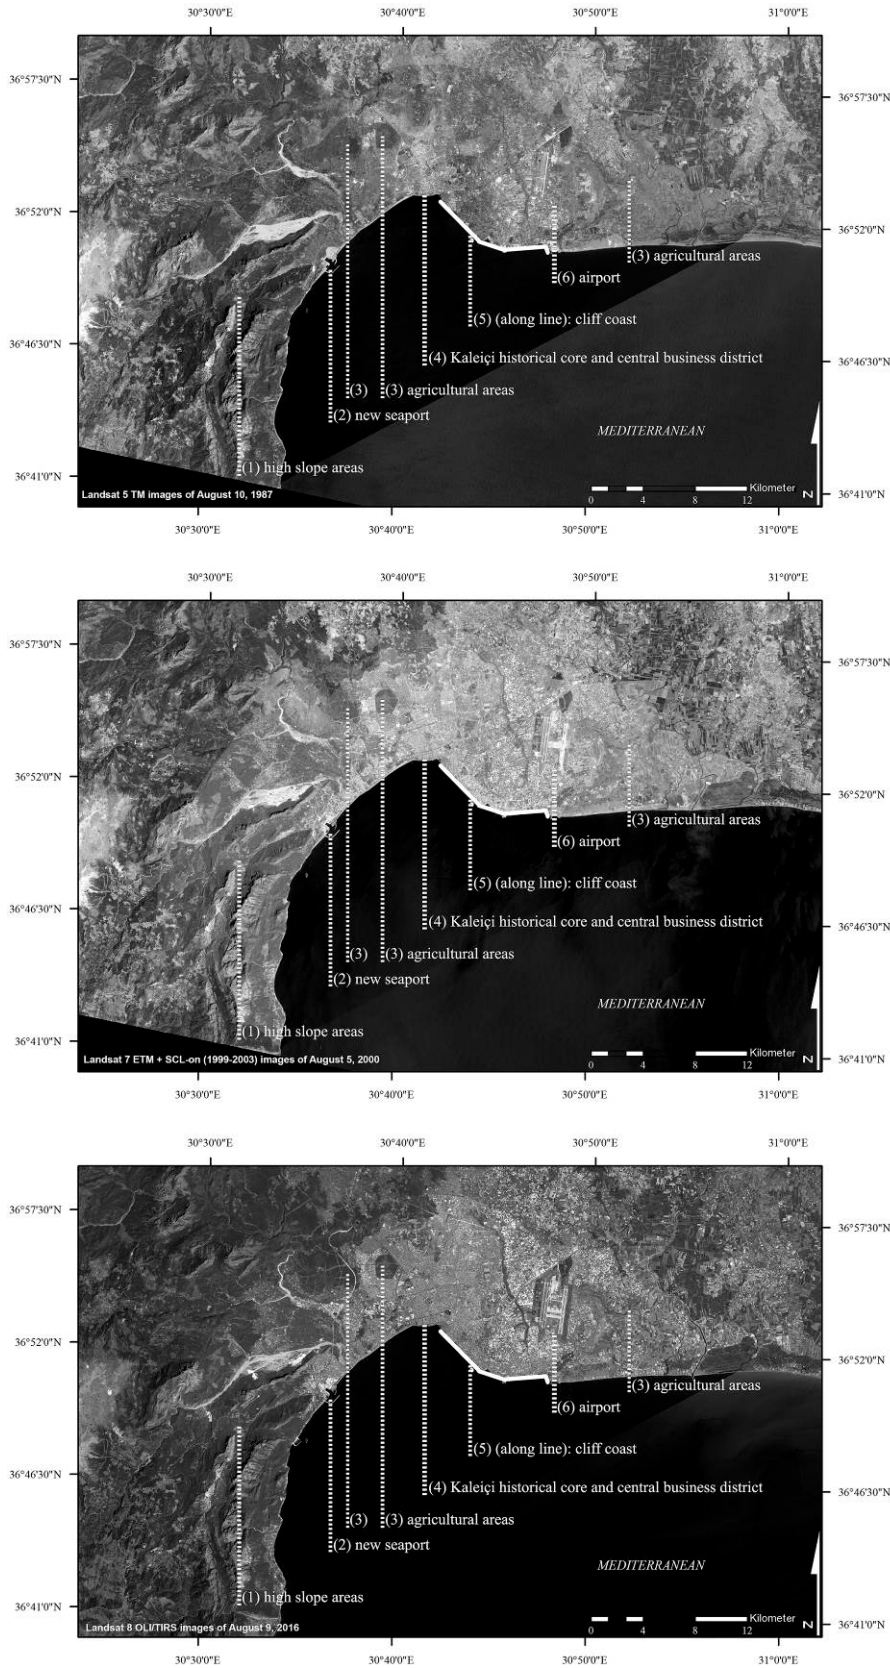 30°30'0"E 30°40'0"E 30°50'0"E 31°0'0"E
36°57'30"N
36°57'30"N
36°52'0"N
36°52'0"N
(3) agricultural areas
(6) airport
(5) (along line): cliff coast
36°46'30"N
(4) Kaleiçi historical core and central business district
36°46'30"N
(3) (3) agricultural areas
(2) new seaport
MEDITERRANEAN
(1) high slope areas
36°41'0"N
Kilometer
36°41'0"N
Landsat 5 TM images of August 10, 1987
0 4 8 12
N
30°30'0"E 30°40'0"E 30°50'0"E 31°0'0"E
30°30'0"E 30°40'0"E 30°50'0"E 31°0'0"E
36°57'30"N
36°57'30"N
36°52'0"N
36°52'0"N
(3) agricultural areas
(6) airport
(5) (along line): cliff coast
36°46'30"N
(4) Kaleiçi historical core and central business district
36°46'30"N
(3) (3) agricultural areas
(2) new seaport
MEDITERRANEAN
(1) high slope areas
36°41'0"N
Kilometer
36°41'0"N
Landsat 7 ETM + SCL-on (1999-2003) images of August 5, 2000
0 4 8 12
N
30°30'0"E 30°40'0"E 30°50'0"E 31°0'0"E
30°30'0"E 30°40'0"E 30°50'0"E 31°0'0"E
36°57'30"N
36°57'30"N
36°52'0"N
36°52'0"N
(3) agricultural areas
(6) airport
(5) (along line): cliff coast
36°46'30"N
(4) Kaleiçi historical core and central business district
36°46'30"N
(3) (3) agricultural areas
(2) new seaport
MEDITERRANEAN
(1) high slope areas
36°41'0"N
Kilometer
36°41'0"N
Landsat 8 OLI/TIRS images of August 9, 2016
0 4 8 12
N
30°30'0"E 30°40'0"E 30°50'0"E 31°0'0"E